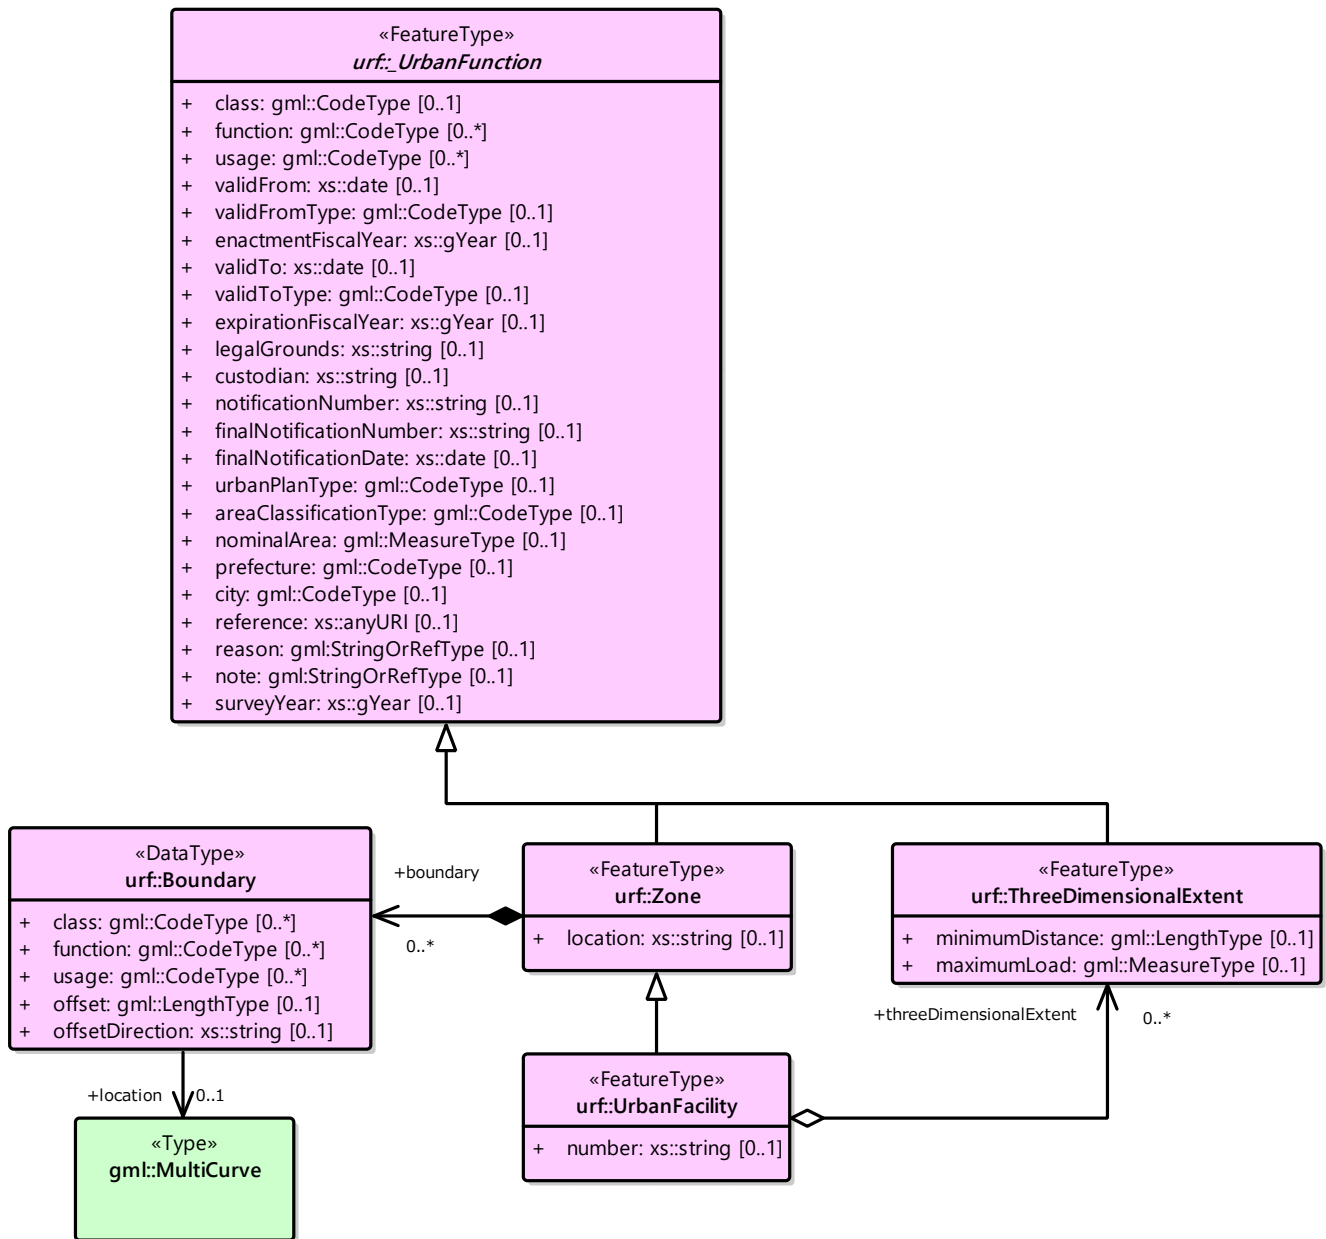 «FeatureType»
urf::_UrbanFunction
+ class: gml::CodeType [0..1]
+ function: gml::CodeType [0..*]
+ usage: gml::CodeType [0..*]
+ validFrom: xs::date [0..1]
+ validFromType: gml::CodeType [0..1]
+ enactmentFiscalYear: xs::gYear [0..1]
+ validTo: xs::date [0..1]
+ validToType: gml::CodeType [0..1]
+ expirationFiscalYear: xs::gYear [0..1]
+ legalGrounds: xs::string [0..1]
+ custodian: xs::string [0..1]
+ notificationNumber: xs::string [0..1]
+ finalNotificationNumber: xs::string [0..1]
+ finalNotificationDate: xs::date [0..1]
+ urbanPlanType: gml::CodeType [0..1]
+ areaClassificationType: gml::CodeType [0..1]
+ nominalArea: gml::MeasureType [0..1]
+ prefecture: gml::CodeType [0..1]
+ city: gml::CodeType [0..1]
+ reference: xs::anyURI [0..1]
+ reason: gml:StringOrRefType [0..1]
+ note: gml:StringOrRefType [0..1]
+ surveyYear: xs::gYear [0..1]
«DataType»
urf::Boundary
+ class: gml::CodeType [0..*]
+ function: gml::CodeType [0..*]
+ usage: gml::CodeType [0..*]
+ offset: gml::LengthType [0..1]
+ offsetDirection: xs::string [0..1]
+boundary
0..*
«FeatureType»
urf::Zone
+ location: xs::string [0..1]
«FeatureType»
urf::ThreeDimensionalExtent
+ minimumDistance: gml::LengthType [0..1]
+ maximumLoad: gml::MeasureType [0..1]
+threeDimensionalExtent
0..*
+location
0..1
«Type»
gml::MultiCurve
«FeatureType»
urf::UrbanFacility
+ number: xs::string [0..1]